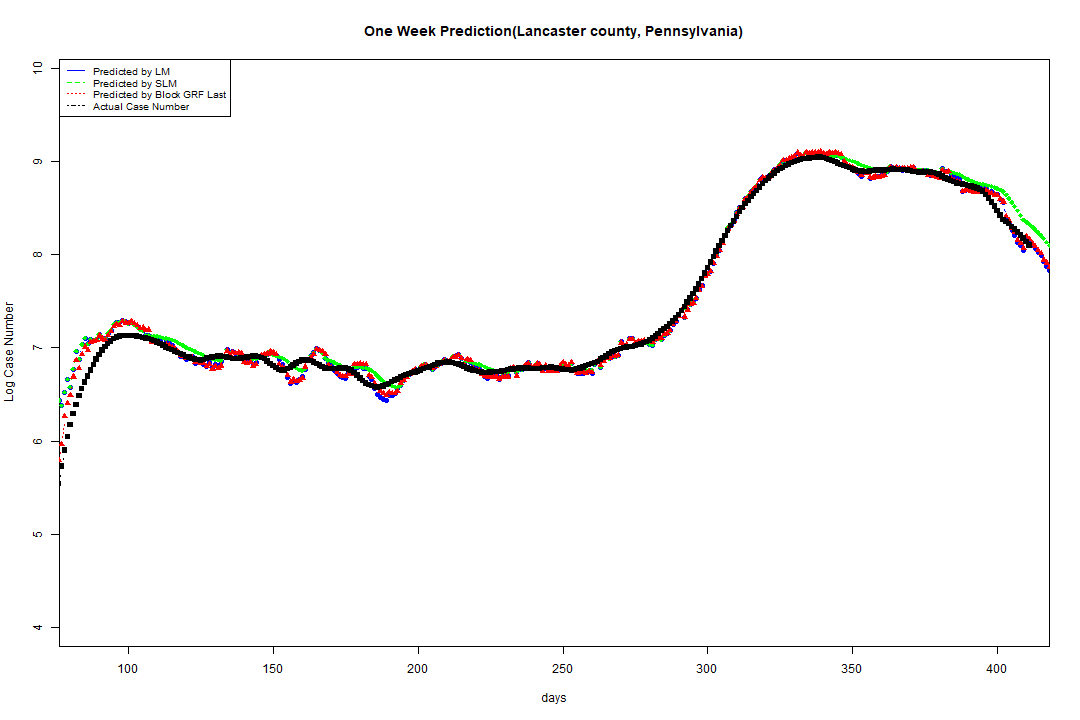 One Week Prediction(Lancaster county, Pennsylvania)
Predicted by LM
Predicted by SLM
Predicted by Block GRF Last
Actual Case Number
10
9
8
7
6
5
4
Log Case Number
100 150 200 250 300 350 400
days